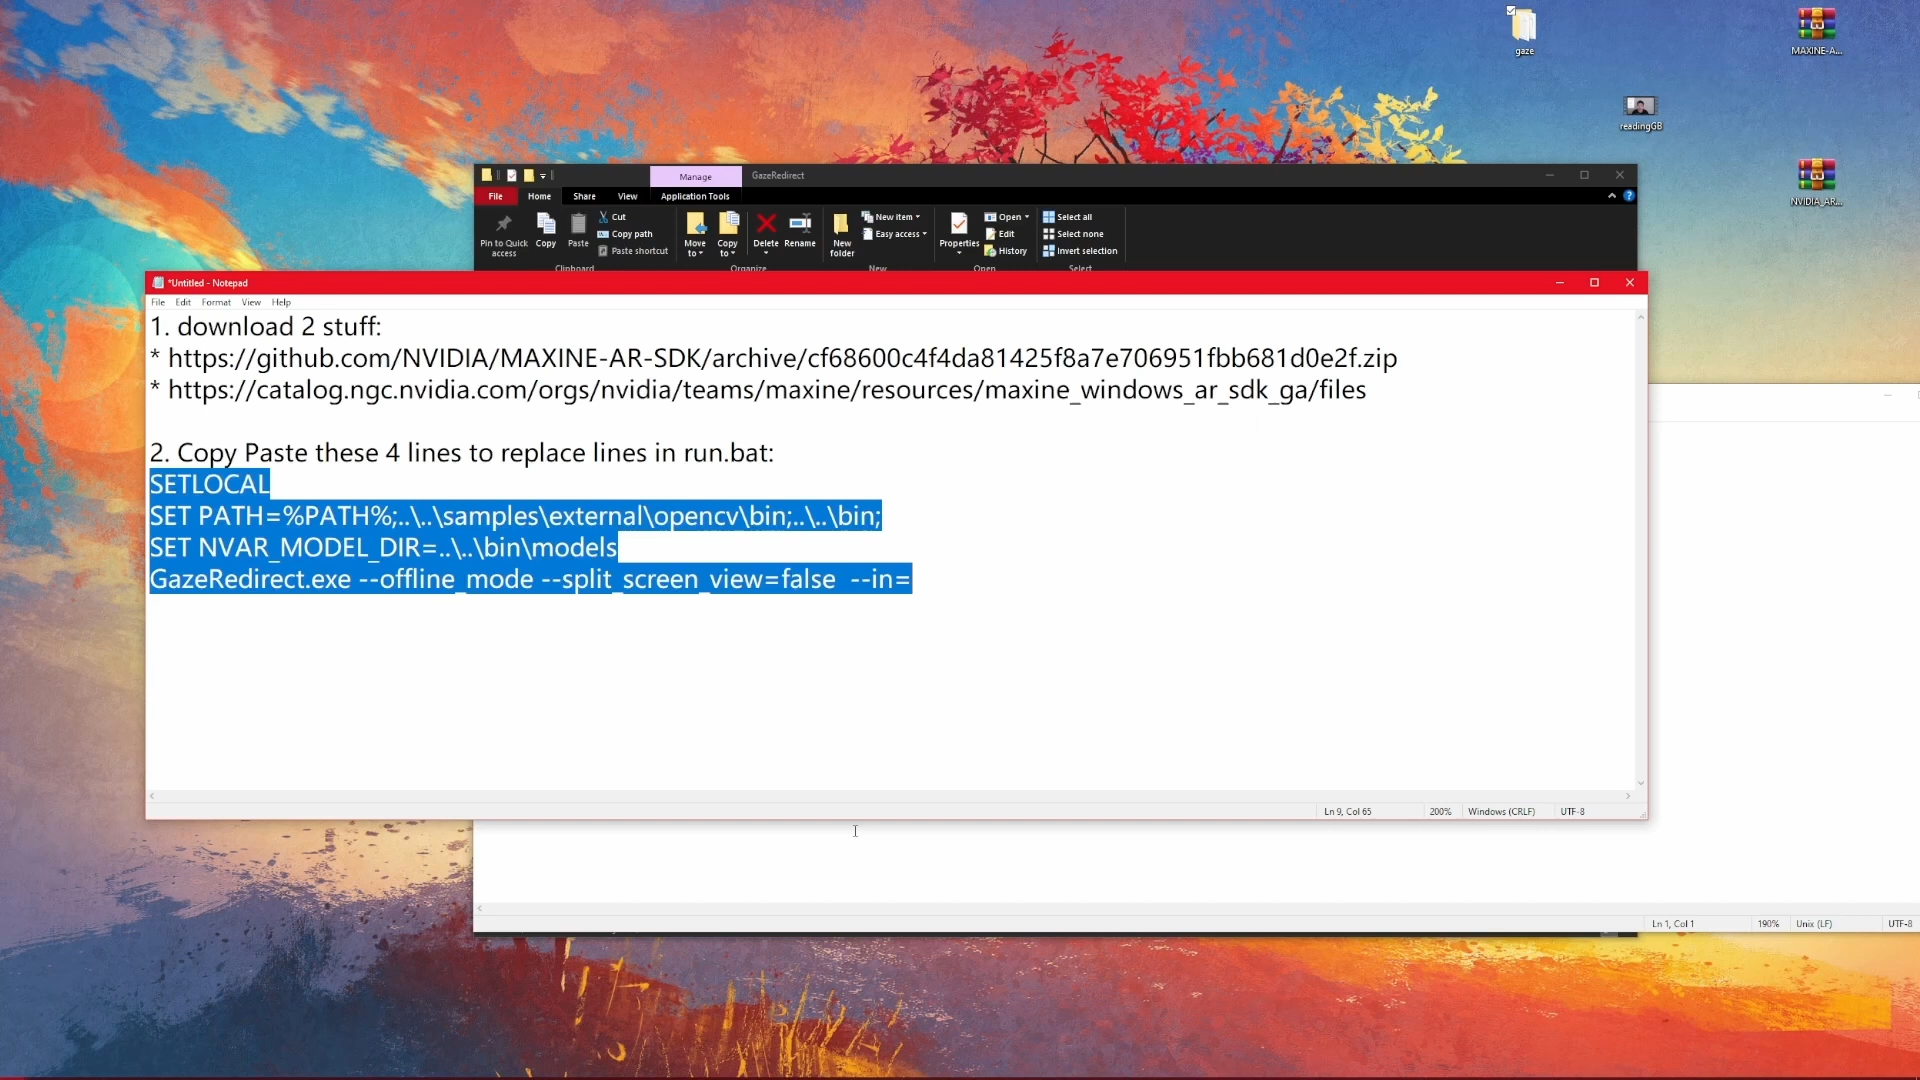 gaze
MAXINE-A...
readingGB
NVIDIA_AR...
Manage
GazeRedirect
File Home Share View Application Tools
Pin to Quick access
Copy
Paste
Cut
Copy path
Paste shortcut
Clipboard
Move to
Copy to
Delete
Rename
Organize
New folder
New item
Easy access
New
Properties
Open
Edit
History
Open
Select all
Select none
Invert selection
Select
*Untitled - Notepad
File Edit Format View Help
1. download 2 stuff:
* https://github.com/NVIDIA/MAXINE-AR-SDK/archive/cf68600c4f4da81425f8a7e706951fbb681d0e2f.zip
* https://catalog.ngc.nvidia.com/orgs/nvidia/teams/maxine/resources/maxine_windows_ar_sdk_ga/files
2. Copy Paste these 4 lines to replace lines in run.bat:
SETLOCAL
SET PATH=%PATH%;..\..\samples\external\opencv\bin;..\..\bin;
SET NVAR_MODEL_DIR=..\..\bin\models
GazeRedirect.exe --offline_mode --split_screen_view=false  --in=
Ln 9, Col 65 200% Windows (CRLF) UTF-8
Ln 1, Col 1 190% Unix (LF) UTF-8